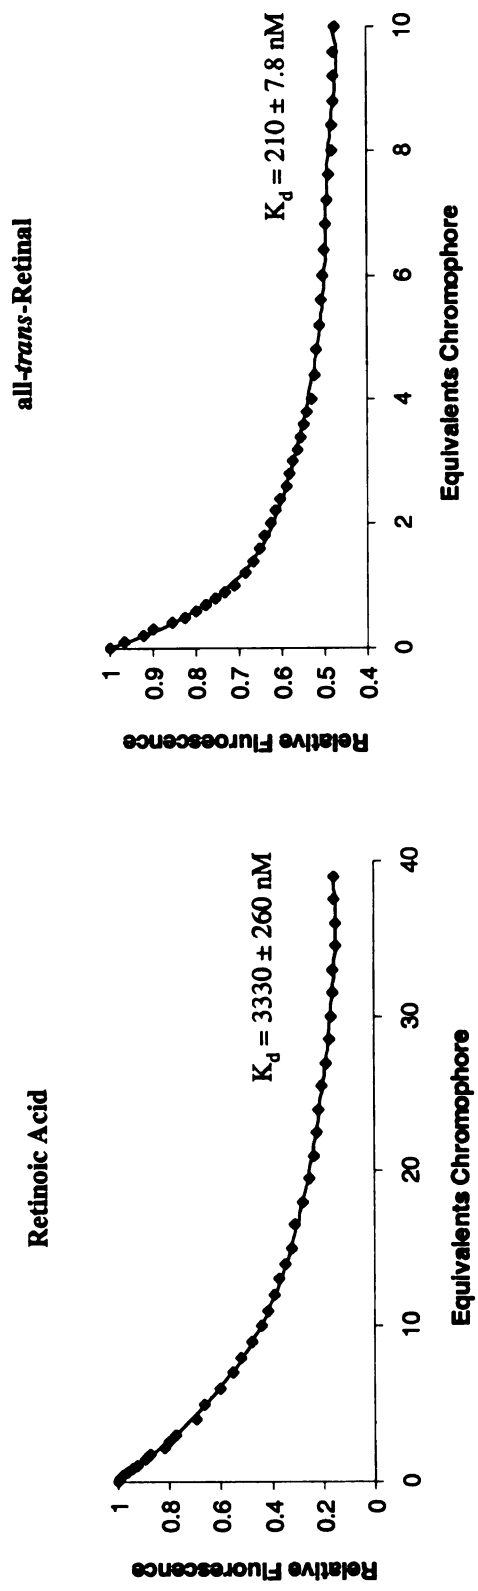 Retinoic Acid
Relative Fluorescence
1
0.8
0.6
0.4
0.2
0
K_d = 3330 ± 260 nM
0 10 20 30 40
Equivalents Chromophore
all-trans-Retinal
Relative Fluroescence
1
0.9
0.8
0.7
0.6
0.5
0.4
K_d = 210 ± 7.8 nM
0 2 4 6 8 10
Equivalents Chromophore